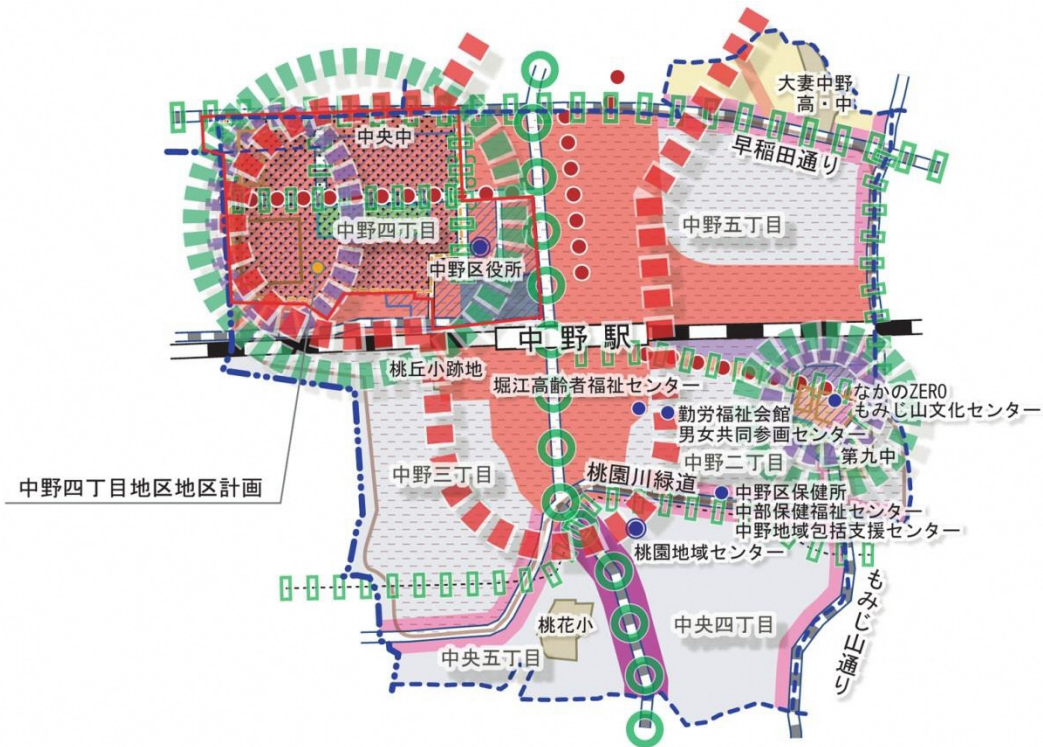 大妻中野
高・中
早稲田通り
中央中
中野四丁目
中野五丁目
中野区役所
中野駅
桃丘小跡地
堀江高齢者福祉センター
なかのZERO
もみじ山文化センター
勤労福祉会館
男女共同参画センター
第九中
中野三丁目
中野二丁目
桃園川緑道
中野四丁目地区地区計画
中野区保健所
中部保健福祉センター
中野地域包括支援センター
桃園地域センター
もみじ山通り
桃花小
中央四丁目
中央五丁目